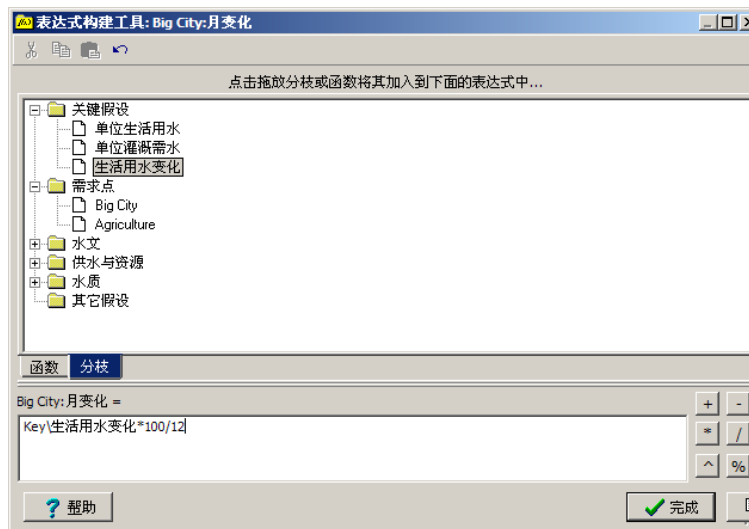 表达式构建工具: Big City:月变化
点击拖放分枝或函数将其加入到下面的表达式中...
关键假设
单位生活用水
单位灌溉需水
生活用水变化
需求点
Big City
Agriculture
水文
供水与资源
水质
其它假设
函数 分枝
Big City:月变化 =
Key\生活用水变化*100/12
+ -
* /
^ %
? 帮助
完成